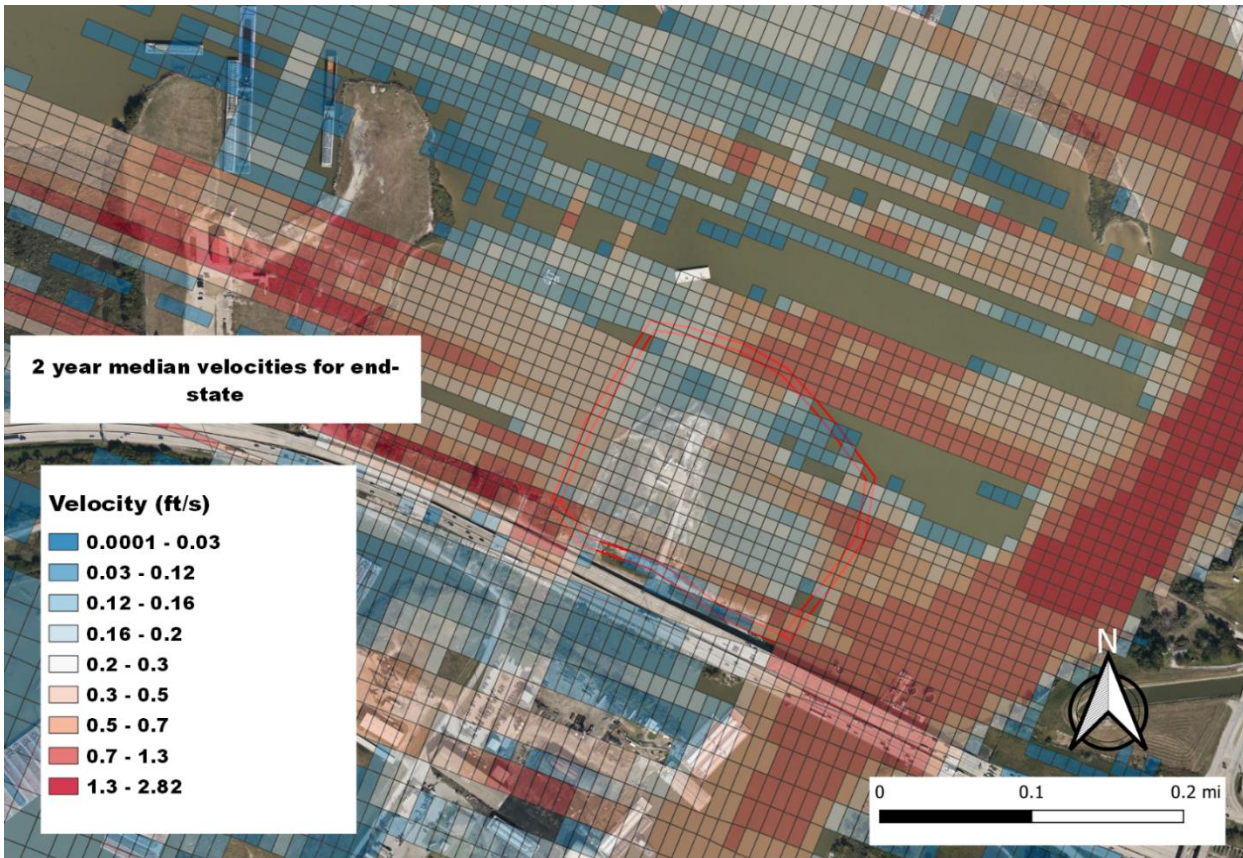 2 year median velocities for end-
state
Velocity (ft/s)
0.0001 - 0.03
0.03 - 0.12
0.12 - 0.16
0.16 - 0.2
0.2 - 0.3
0.3 - 0.5
0.5 - 0.7
0.7 - 1.3
1.3 - 2.82
N
0 0.1 0.2 mi